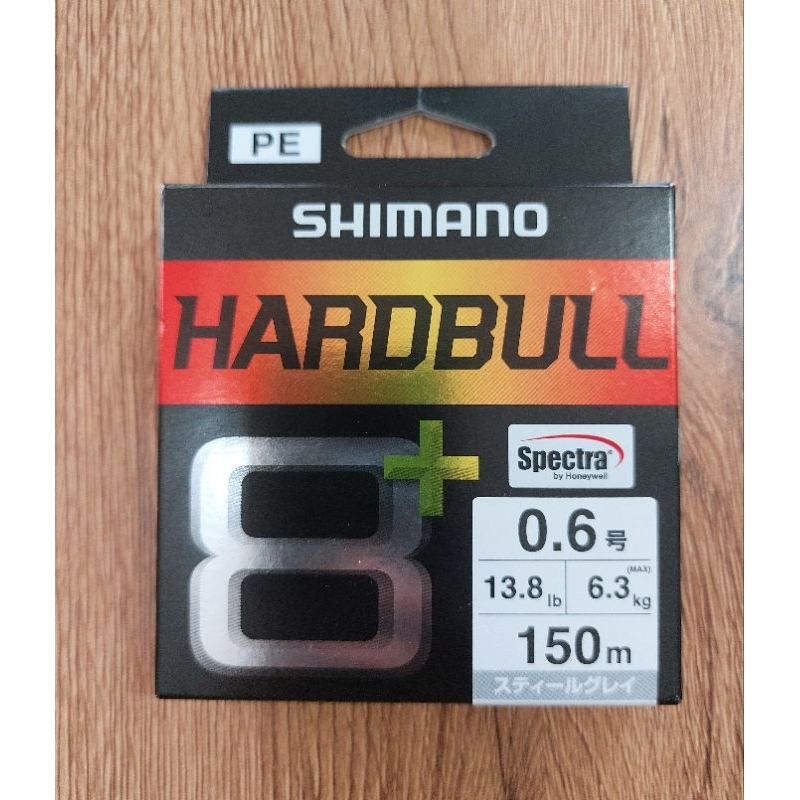 PE
SHIMANO
HARDBULL
8+
Spectra®
by Honeywell
0.6号
(MAX)
13.8lb 6.3kg
150m
スティールグレイ